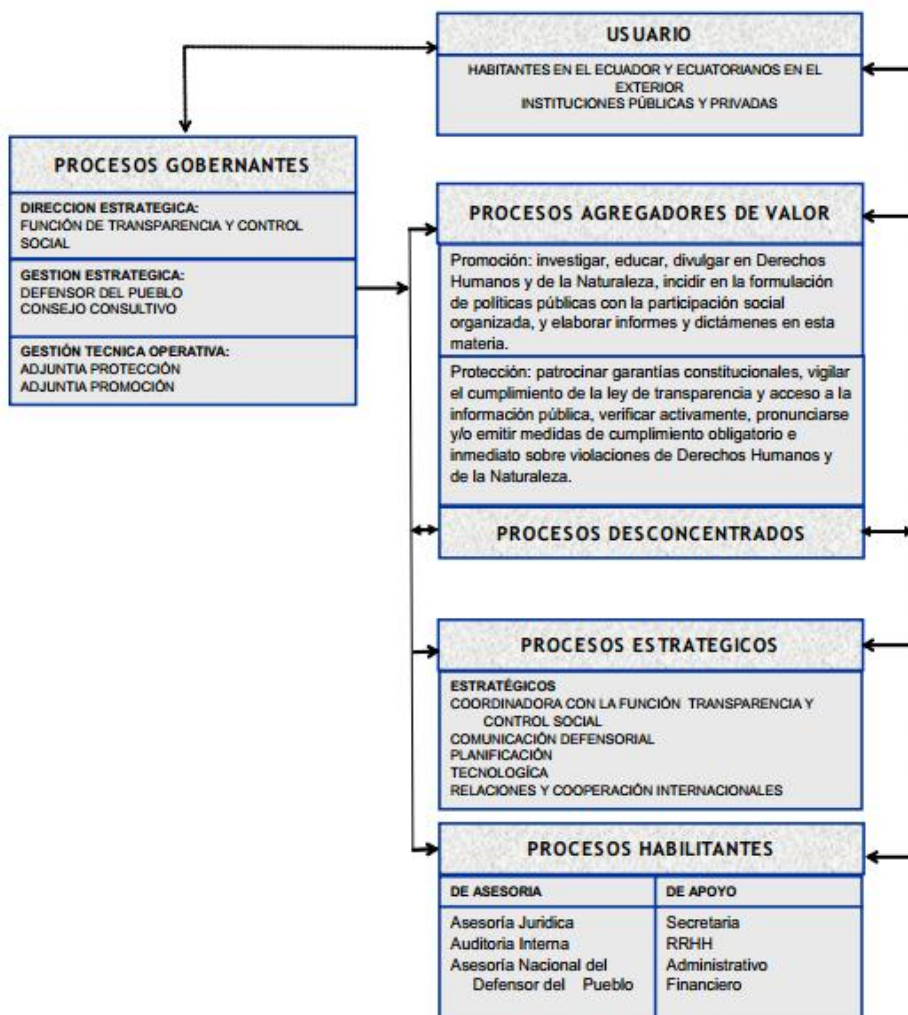 USUARIO
HABITANTES EN EL ECUADOR Y ECUATORIANOS EN EL
EXTERIOR
INSTITUCIONES PÚBLICAS Y PRIVADAS
PROCESOS GOBERNANTES
DIRECCION ESTRATEGICA:
FUNCIÓN DE TRANSPARENCIA Y CONTROL
SOCIAL
GESTION ESTRATEGICA:
DEFENSOR DEL PUEBLO
CONSEJO CONSULTIVO
GESTIÓN TECNICA OPERATIVA:
ADJUNTIA PROTECCIÓN
ADJUNTIA PROMOCIÓN
PROCESOS AGREGADORES DE VALOR
Promoción: investigar, educar, divulgar en Derechos
Humanos y de la Naturaleza, incidir en la formulación
de políticas públicas con la participación social
organizada, y elaborar informes y dictámenes en esta
materia.
Protección: patrocinar garantías constitucionales, vigilar
el cumplimiento de la ley de transparencia y acceso a la
información pública, verificar activamente, pronunciarse
y/o emitir medidas de cumplimiento obligatorio e
inmediato sobre violaciones de Derechos Humanos y
de la Naturaleza.
PROCESOS DESCONCENTRADOS
PROCESOS ESTRATEGICOS
ESTRATÉGICOS
COORDINADORA CON LA FUNCIÓN TRANSPARENCIA Y
CONTROL SOCIAL
COMUNICACIÓN DEFENSORIAL
PLANIFICACIÓN
TECNOLOGÍCA
RELACIONES Y COOPERACIÓN INTERNACIONALES
PROCESOS HABILITANTES
DE ASESORIA
Asesoría Juridica
Auditoria Interna
Asesoría Nacional del
Defensor del Pueblo
DE APOYO
Secretaria
RRHH
Administrativo
Financiero